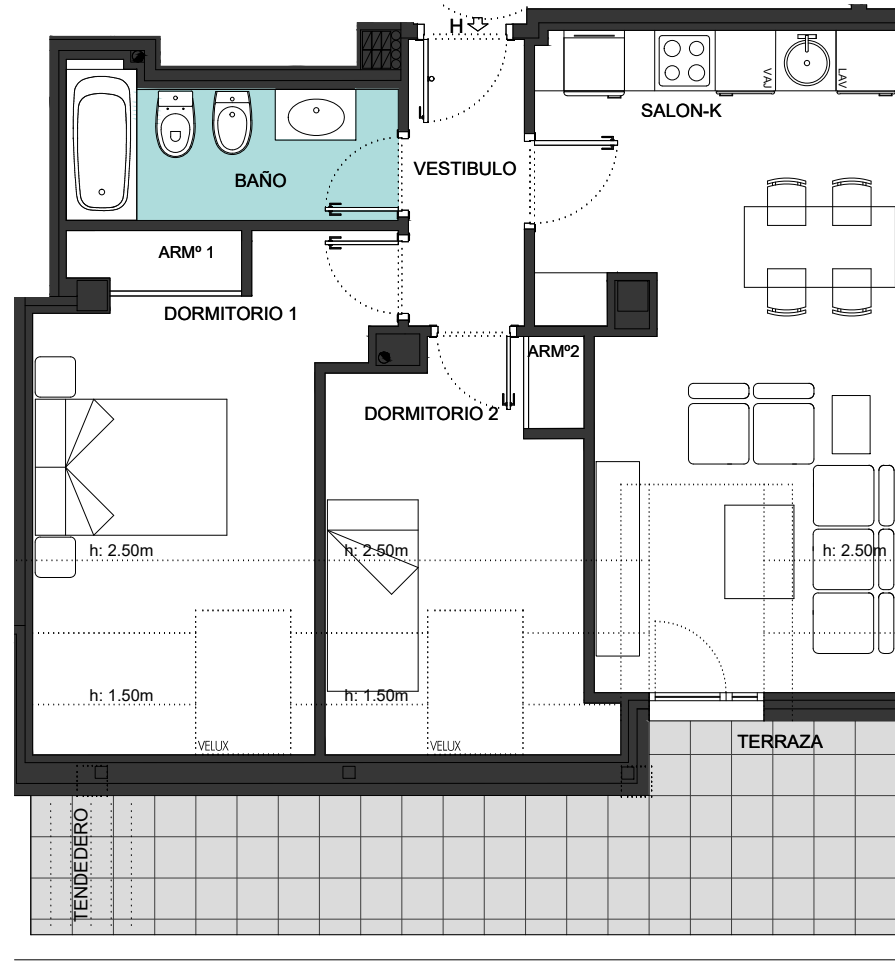 H
SALON-K
VAJ
LAV
VESTIBULO
BAÑO
ARMº 1
DORMITORIO 1
ARMº2
DORMITORIO 2
h: 2.50m
h: 2.50m
h: 2.50m
h: 1.50m
h: 1.50m
VELUX
VELUX
TERRAZA
TENDEDERO